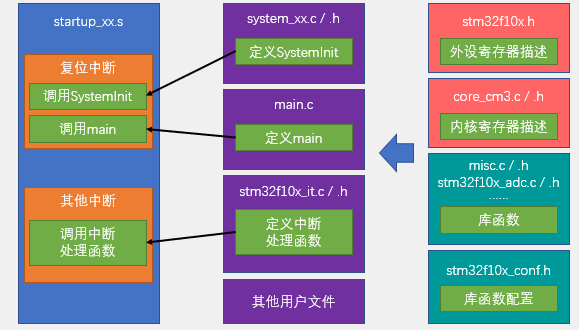 startup_xx.s
复位中断
调用SystemInit
调用main
其他中断
调用中断
处理函数
system_xx.c / .h
定义SystemInit
main.c
定义main
stm32f10x_it.c / .h
定义中断
处理函数
其他用户文件
stm32f10x.h
外设寄存器描述
core_cm3.c / .h
内核寄存器描述
misc.c / .h
stm32f10x_adc.c / .h
......
库函数
stm32f10x_conf.h
库函数配置